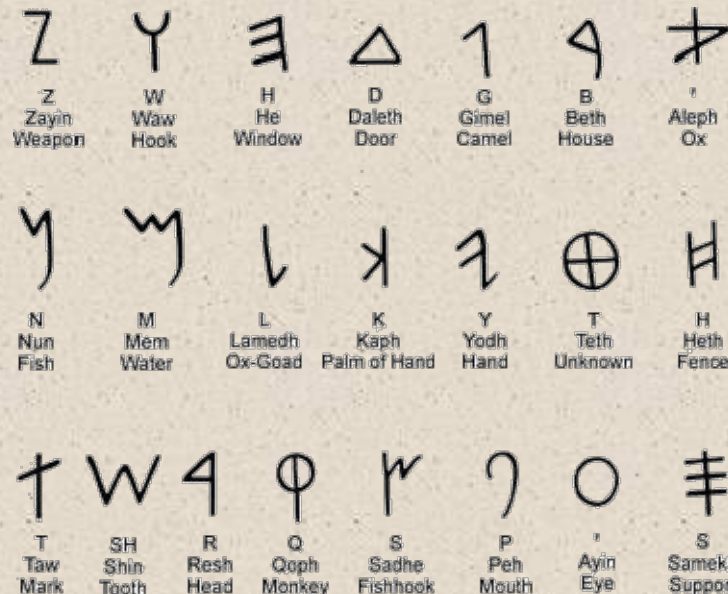 𐤀 𐤁 𐤂 𐤃 𐤄 𐤅 𐤆
Z W H D G B '
Zayin Waw He Daleth Gimel Beth Aleph
Weapon Hook Window Door Camel House Ox
𐤇 𐤈 𐤉 𐤊 𐤋 𐤌 𐤍
N M L K Y T H
Nun Mem Lamedh Kaph Yodh Teth Heth
Fish Water Ox-Goad Palm of Hand Hand Unknown Fence
𐤎 𐤏 𐤐 𐤑 𐤒 𐤓 𐤔 𐤕
T SH R Q S P ' S
Taw Shin Resh Qoph Sadhe Peh Ayin Samek
Mark Tooth Head Monkey Fishhook Mouth Eye Suppor